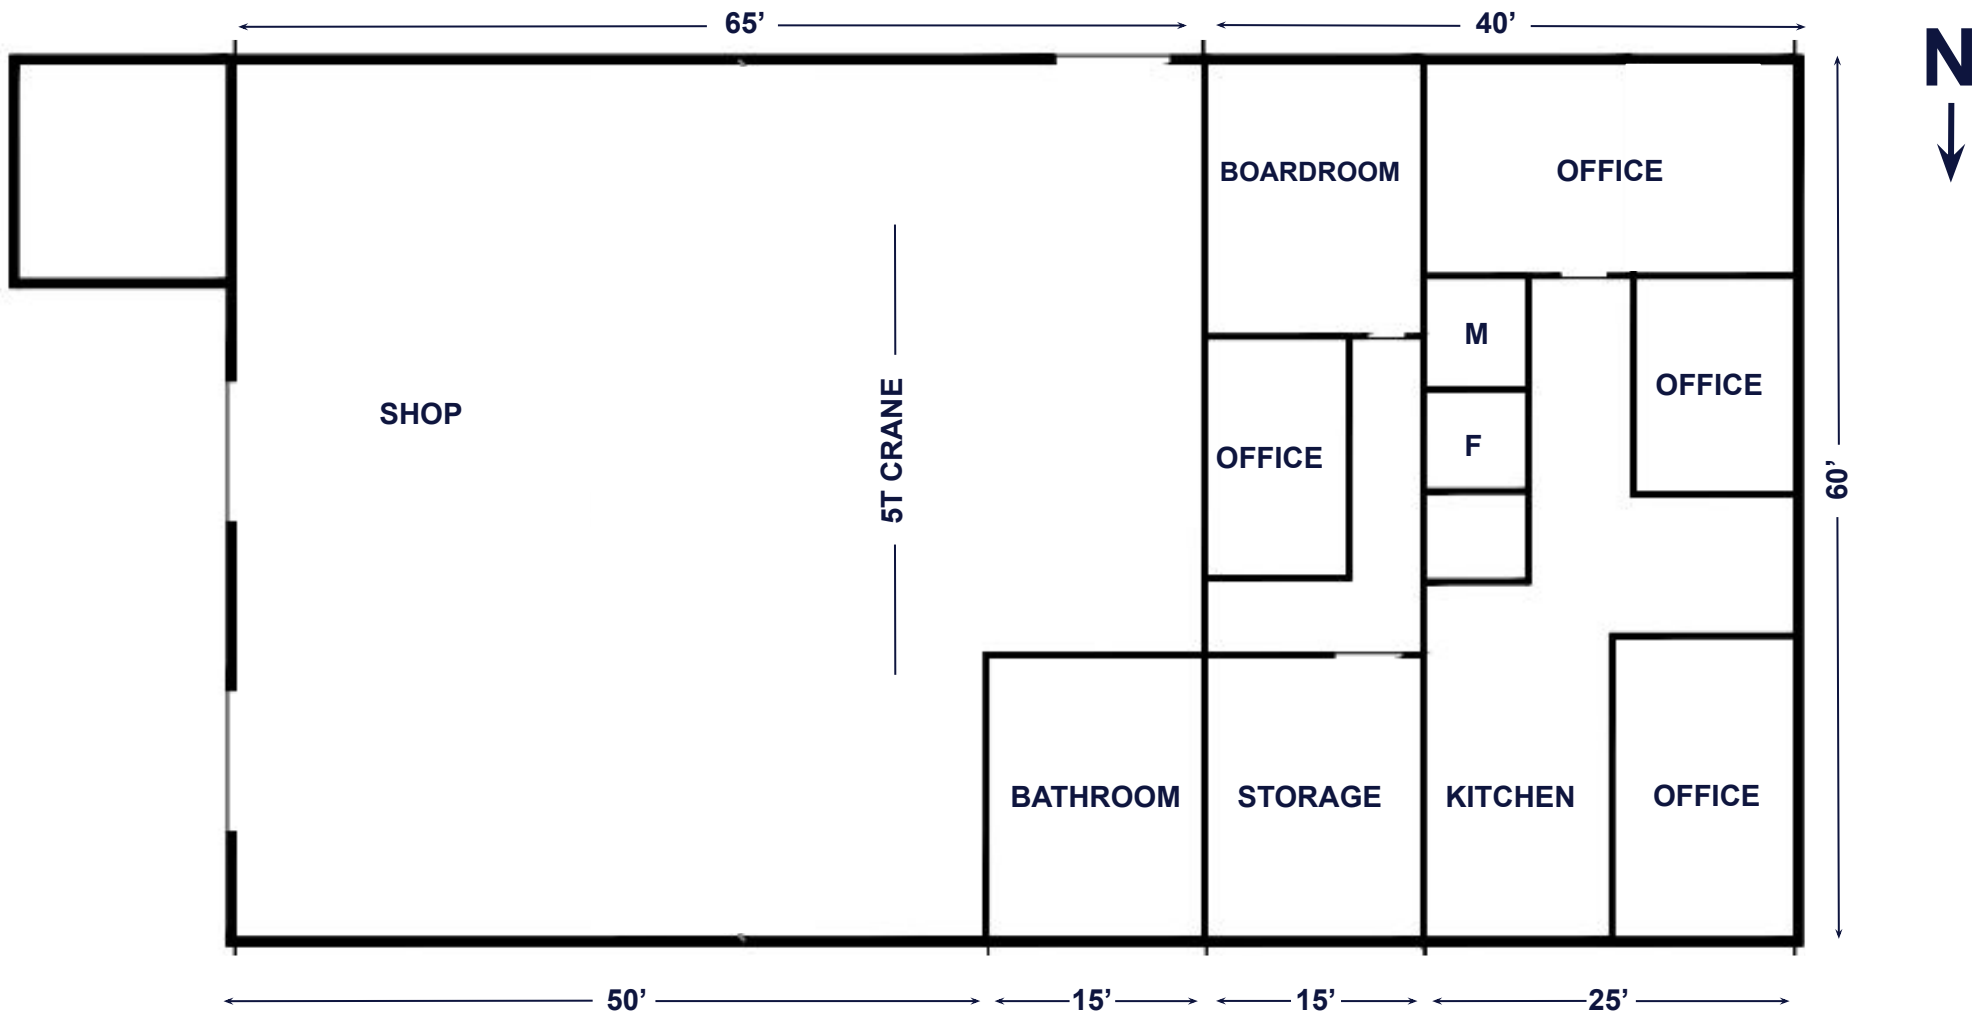 65’
40’
N
BOARDROOM
OFFICE
M
OFFICE
SHOP
5T CRANE
F
OFFICE
60’
BATHROOM
STORAGE
KITCHEN
OFFICE
50’
15’
15’
25’